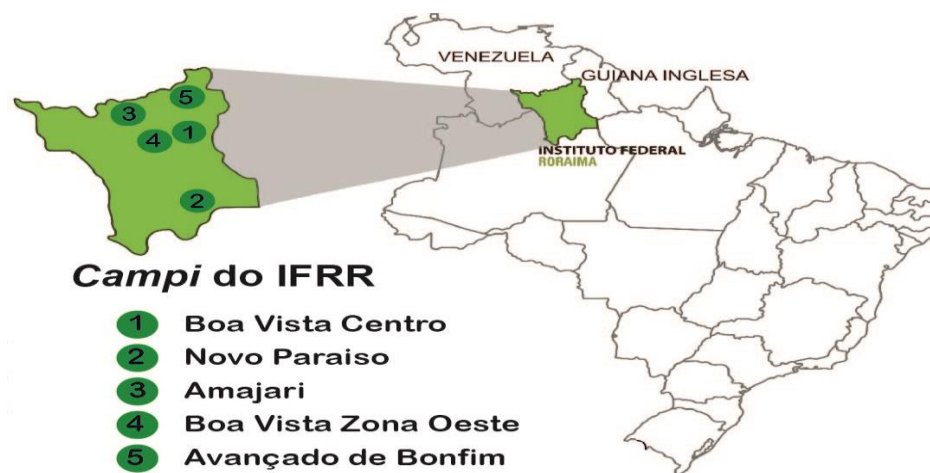 VENEZUELA
GUIANA INGLESA
INSTITUTO FEDERAL
RORAIMA
5
3
1
4
2
Campi do IFRR
1 Boa Vista Centro
2 Novo Paraiso
3 Amajari
4 Boa Vista Zona Oeste
5 Avançado de Bonfim